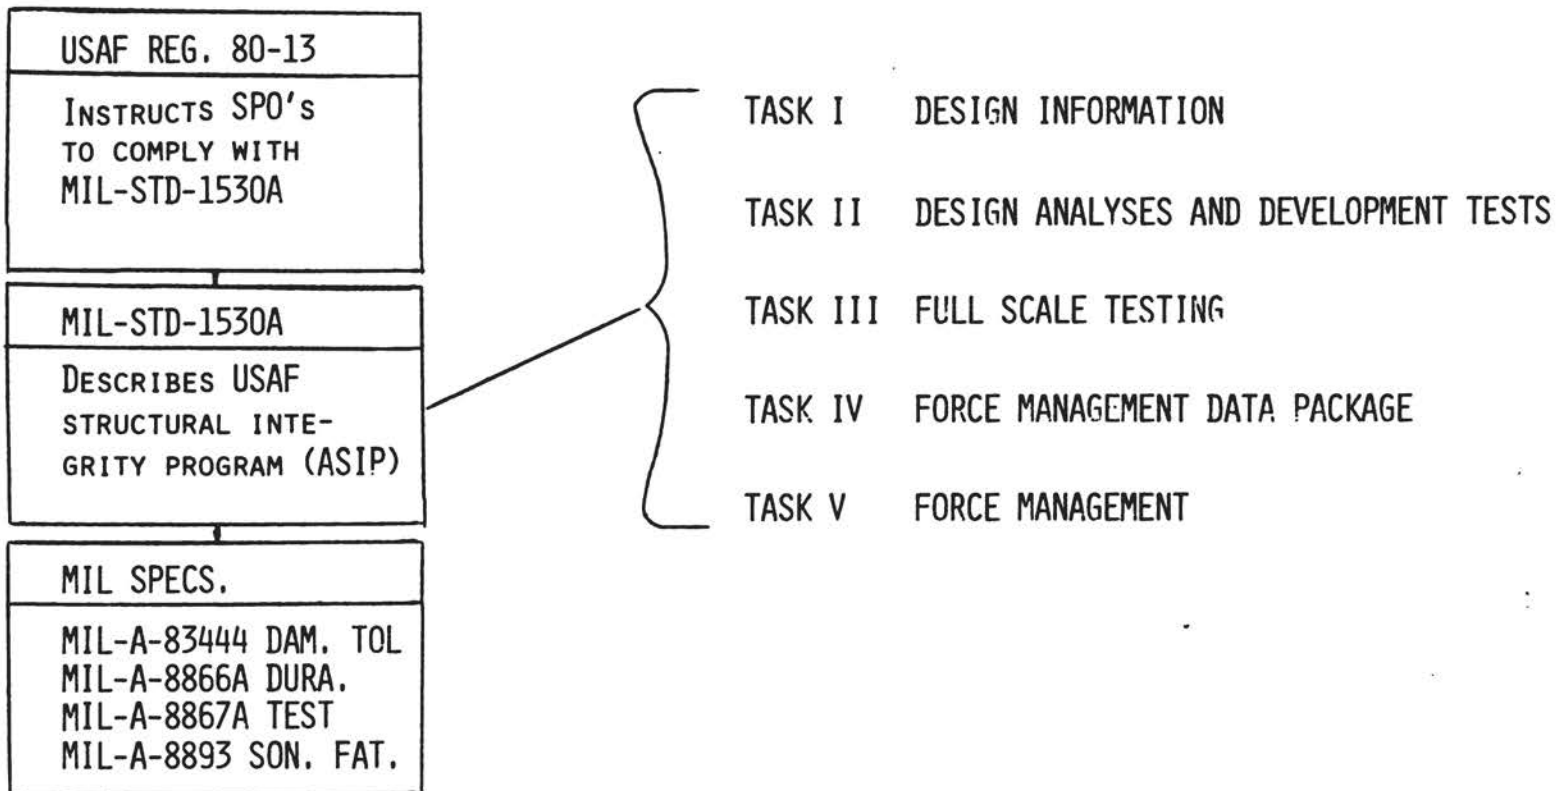 USAF REG. 80-13
INSTRUCTS SPO'S
TO COMPLY WITH
MIL-STD-1530A
MIL-STD-1530A
DESCRIBES USAF
STRUCTURAL INTE-
GRITY PROGRAM (ASIP)
MIL SPECS.
MIL-A-83444 DAM. TOL
MIL-A-8866A DURA.
MIL-A-8867A TEST
MIL-A-8893 SON. FAT.
TASK I DESIGN INFORMATION
TASK II DESIGN ANALYSES AND DEVELOPMENT TESTS
TASK III FULL SCALE TESTING
TASK IV FORCE MANAGEMENT DATA PACKAGE
TASK V FORCE MANAGEMENT